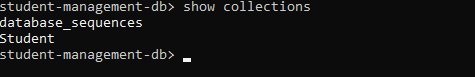 student-management-db> show collections
database_sequences
Student
student-management-db>